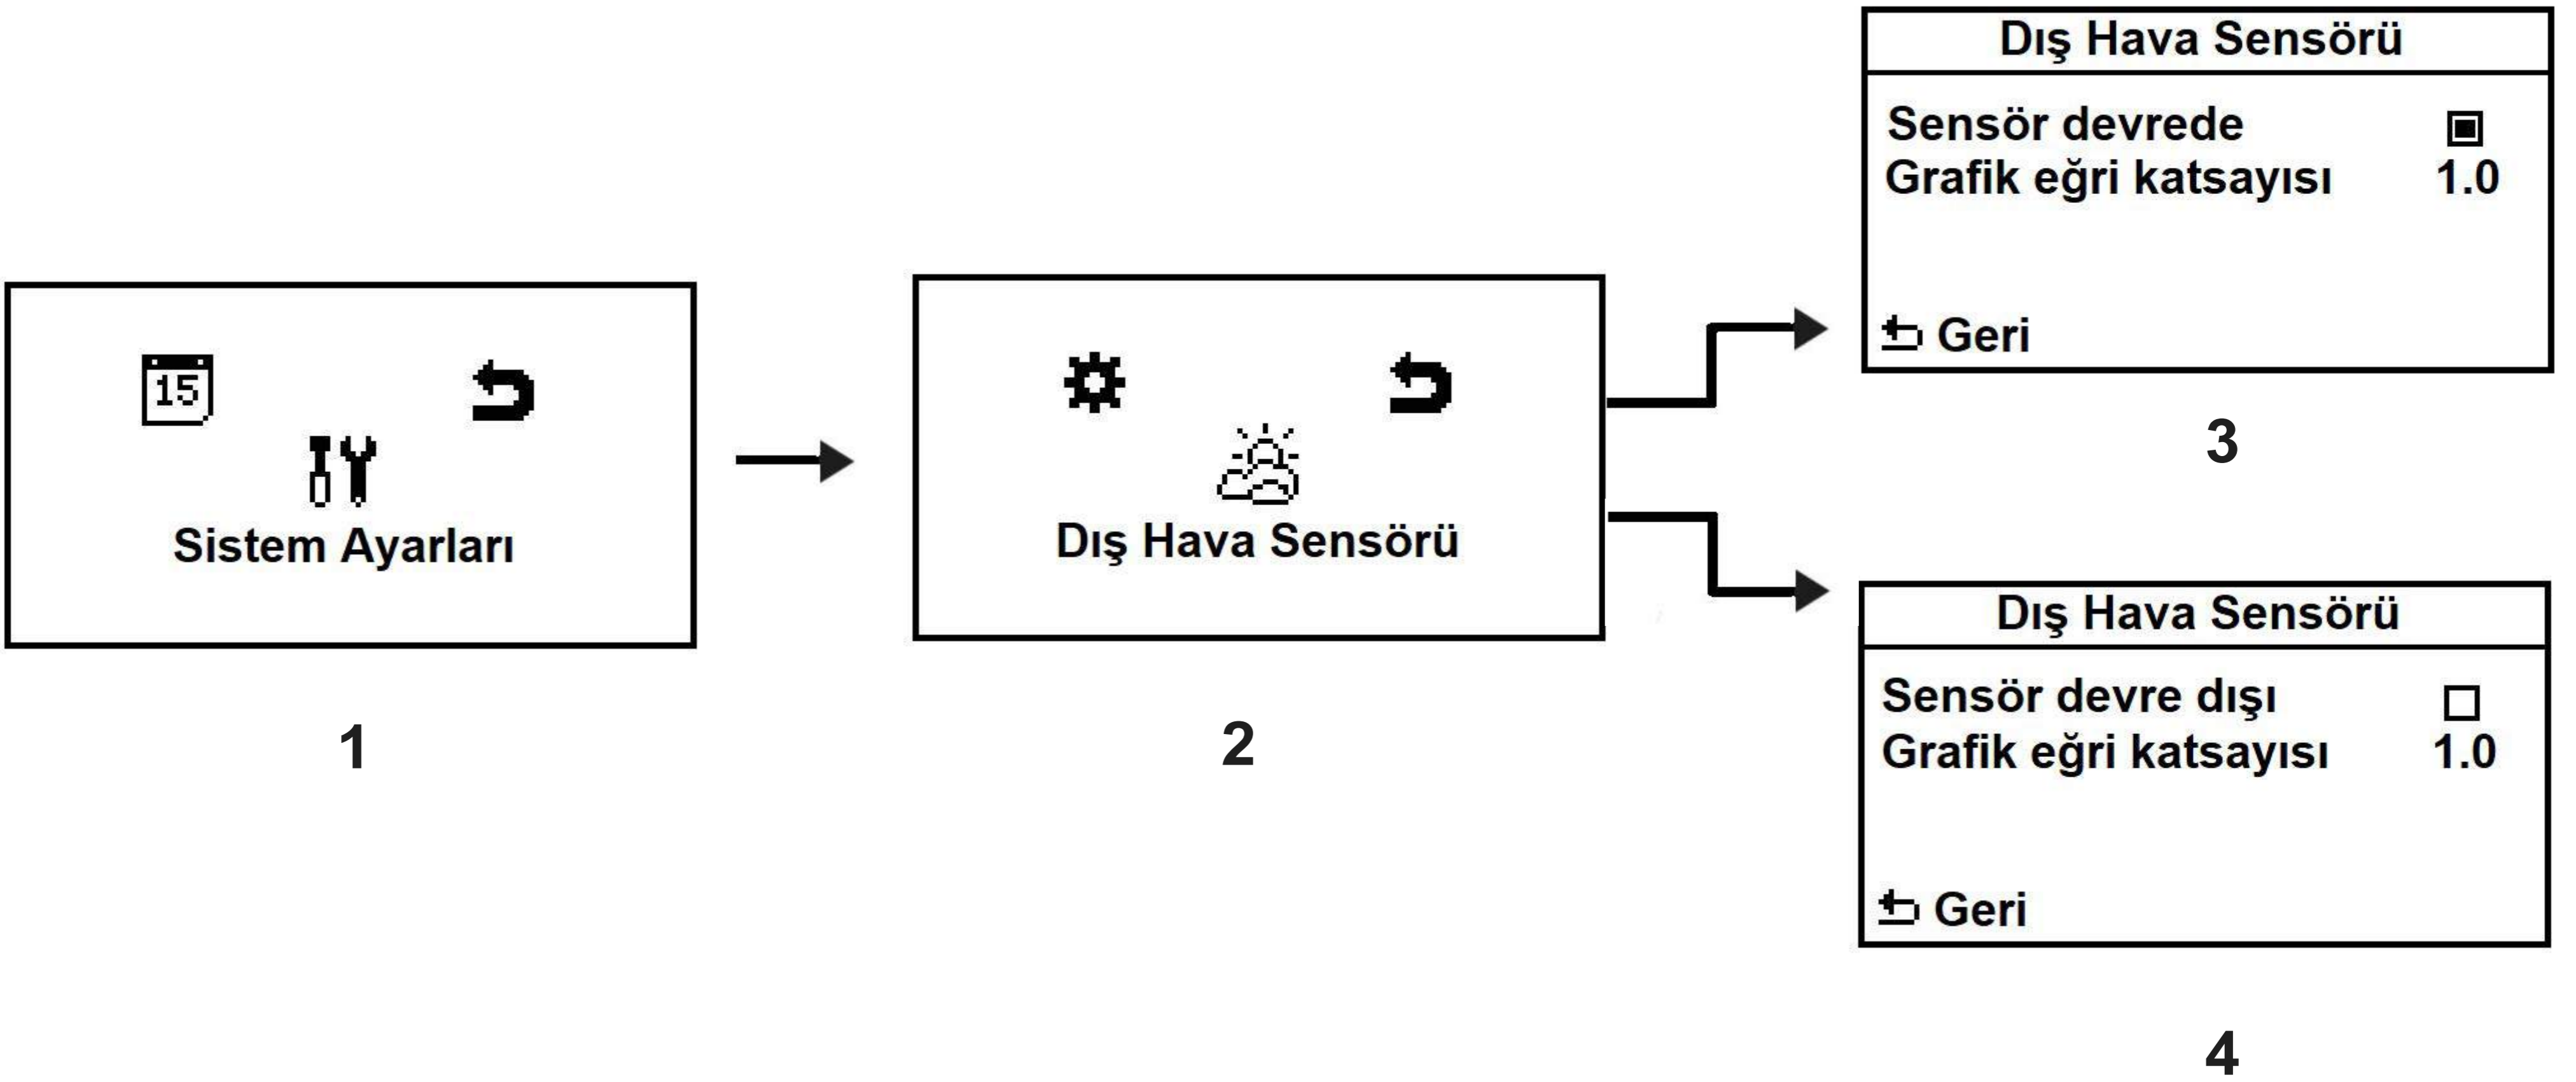 15
Sistem Ayarları
1
Dış Hava Sensörü
2
Dış Hava Sensörü
Sensör devrede
Grafik eğri katsayısı 1.0
Geri
3
Dış Hava Sensörü
Sensör devre dışı
Grafik eğri katsayısı 1.0
Geri
4